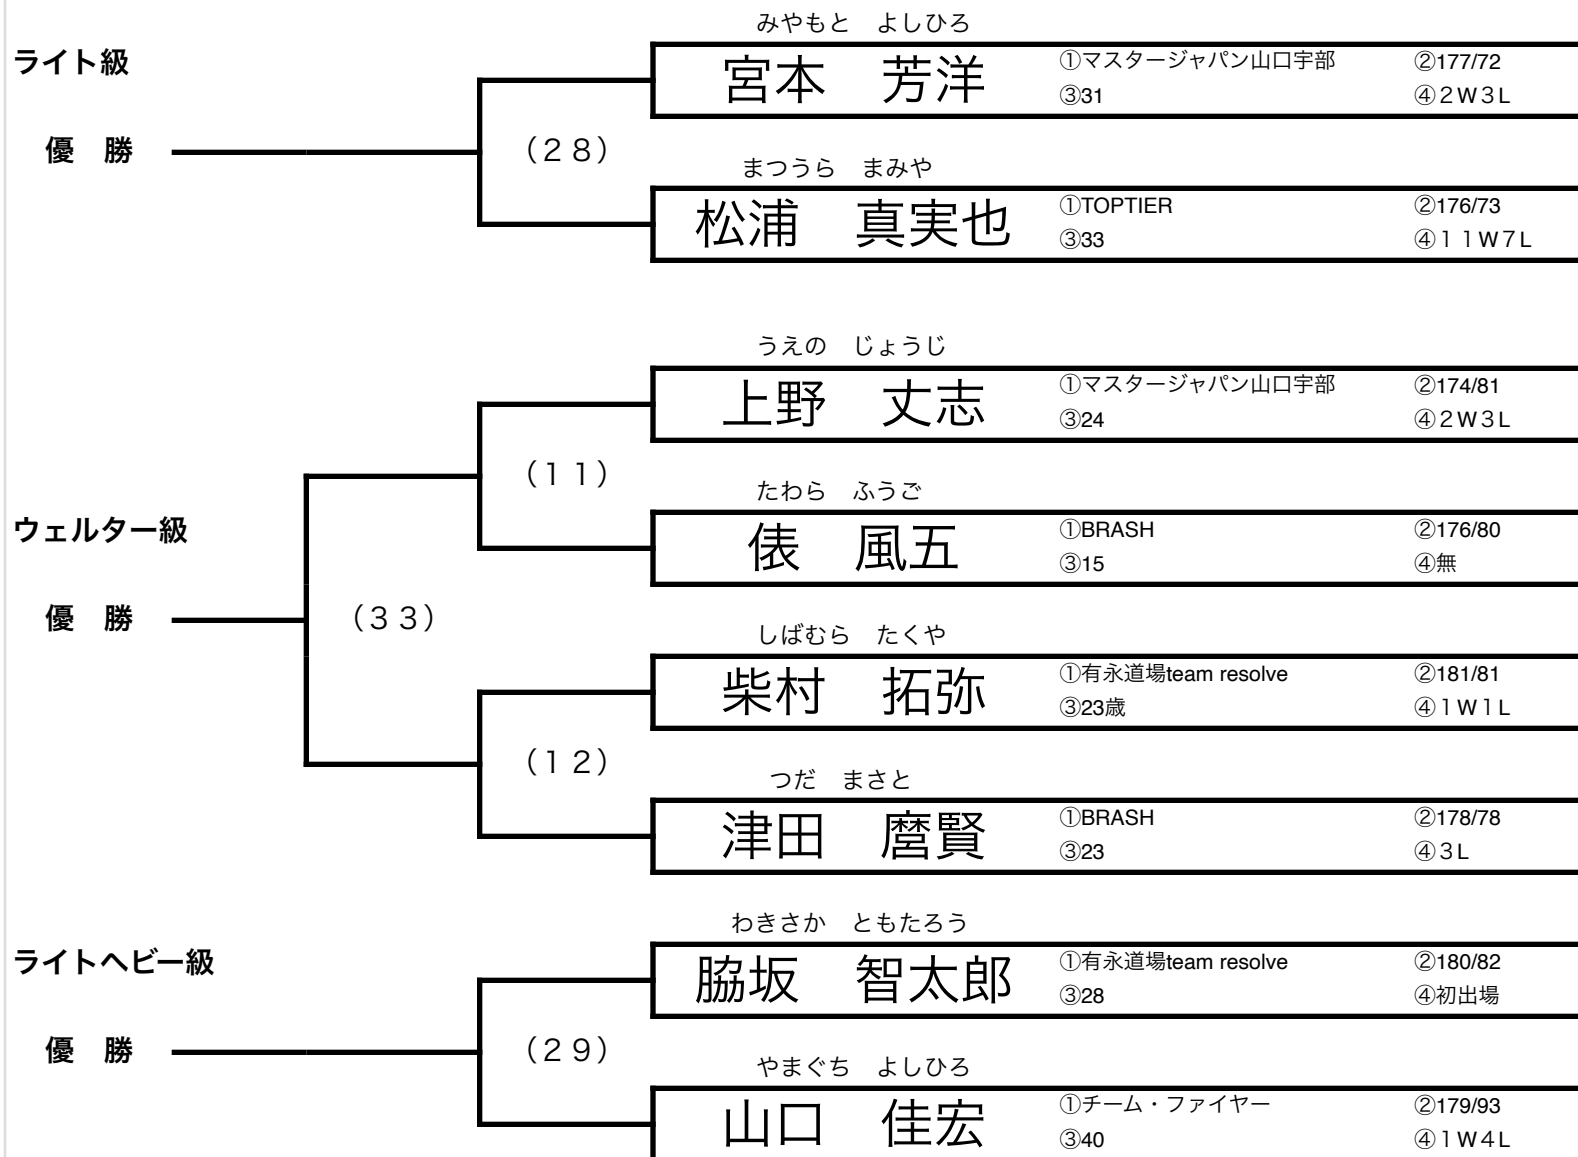 みやもと　よしひろ
ライト級
宮本　芳洋 ①マスタージャパン山口宇部 ②177/72
③31 ④２W３L
優　勝 （２８）
まつうら　まみや
松浦　真実也 ①TOPTIER ②176/73
③33 ④１１W７L
うえの　じょうじ
上野　丈志 ①マスタージャパン山口宇部 ②174/81
③24 ④２W３L
（１１）
たわら　ふうご
ウェルター級
俵　風五 ①BRASH ②176/80
③15 ④無
優　勝 （３３）
しばむら　たくや
柴村　拓弥 ①有永道場team resolve ②181/81
③23歳 ④１W１L
（１２）
つだ　まさと
津田　麿賢 ①BRASH ②178/78
③23 ④３L
わきさか　ともたろう
ライトヘビー級
脇坂　智太郎 ①有永道場team resolve ②180/82
③28 ④初出場
優　勝 （２９）
やまぐち　よしひろ
山口　佳宏 ①チーム・ファイヤー ②179/93
③40 ④１W４L